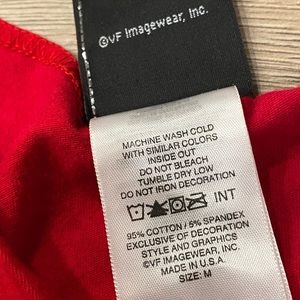 ©VF Imagewear, Inc.
MACHINE WASH COLD
WITH SIMILAR COLORS
INSIDE OUT
DO NOT BLEACH
TUMBLE DRY LOW
DO NOT IRON DECORATION
INT
95% COTTON / 5% SPANDEX
EXCLUSIVE OF DECORATION
STYLE AND GRAPHICS
©VF IMAGEWEAR, INC.
MADE IN U.S.A.
SIZE: M